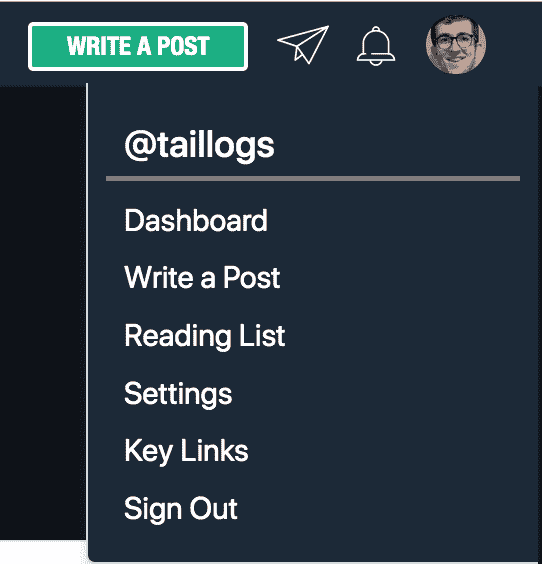 WRITE A POST
@taillogs
Dashboard
Write a Post
Reading List
Settings
Key Links
Sign Out